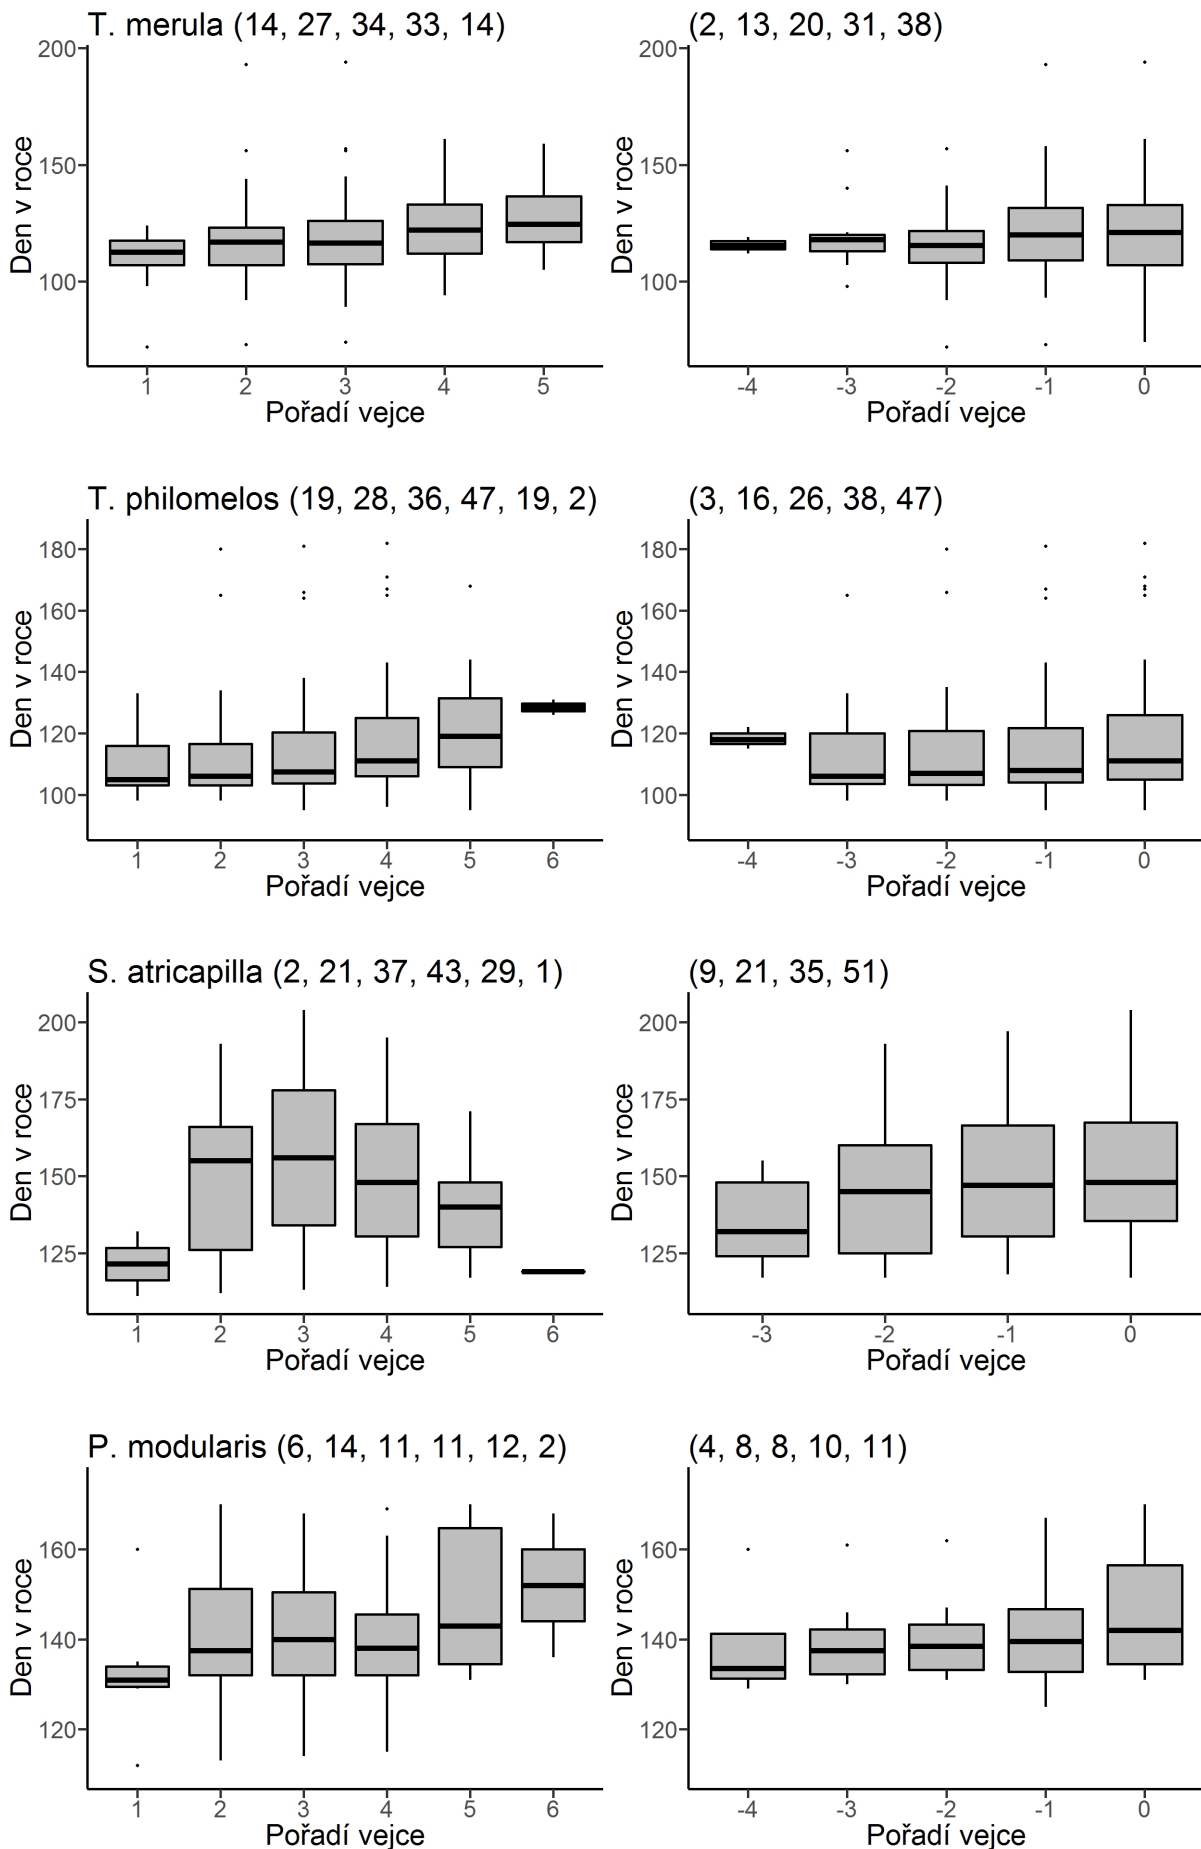 T. merula (14, 27, 34, 33, 14)
200
150
100
Den v roce
1 2 3 4 5
Pořadí vejce
(2, 13, 20, 31, 38)
200
150
100
Den v roce
-4 -3 -2 -1 0
Pořadí vejce
T. philomelos (19, 28, 36, 47, 19, 2)
180
160
140
120
100
Den v roce
1 2 3 4 5 6
Pořadí vejce
(3, 16, 26, 38, 47)
180
160
140
120
100
Den v roce
-4 -3 -2 -1 0
Pořadí vejce
S. atricapilla (2, 21, 37, 43, 29, 1)
200
175
150
125
Den v roce
1 2 3 4 5 6
Pořadí vejce
(9, 21, 35, 51)
200
175
150
125
Den v roce
-3 -2 -1 0
Pořadí vejce
P. modularis (6, 14, 11, 11, 12, 2)
160
140
120
Den v roce
1 2 3 4 5 6
Pořadí vejce
(4, 8, 8, 10, 11)
160
140
120
Den v roce
-4 -3 -2 -1 0
Pořadí vejce